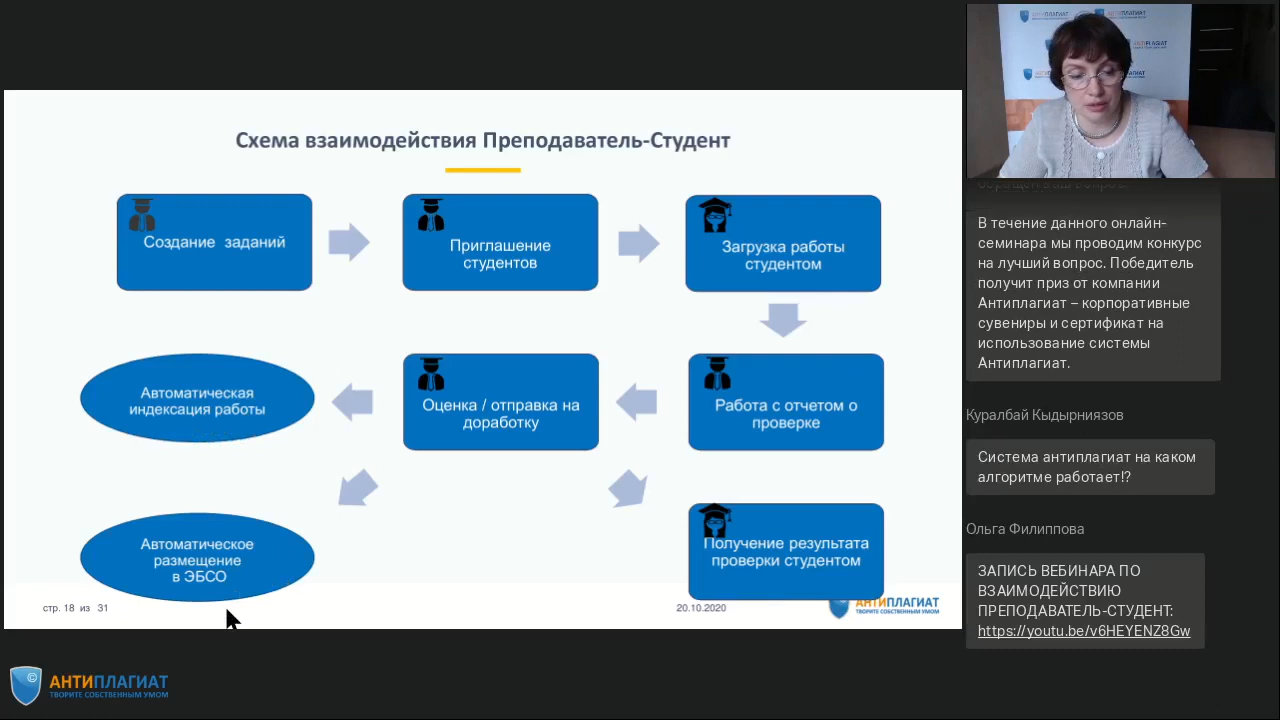 Схема взаимодействия Преподаватель-Студент
Создание заданий
Приглашение
студентов
Загрузка работы
студентом
Автоматическая
индексация работы
Оценка / отправка на
доработку
Работа с отчетом о
проверке
Автоматическое
размещение
в ЭБСО
Получение результата
проверки студентом
стр. 18 из 31
20.10.2020
АНТИПЛАГИАТ
ТВОРИТЕ СОБСТВЕННЫМ УМОМ
©
АНТИПЛАГИАТ
ТВОРИТЕ СОБСТВЕННЫМ УМОМ
В течение данного онлайн-
семинара мы проводим конкурс
на лучший вопрос. Победитель
получит приз от компании
Антиплагиат – корпоративные
сувениры и сертификат на
использование системы
Антиплагиат.
Куралбай Кыдырниязов
Система антиплагиат на каком
алгоритме работает!?
Ольга Филиппова
ЗАПИСЬ ВЕБИНАРА ПО
ВЗАИМОДЕЙСТВИЮ
ПРЕПОДАВАТЕЛЬ-СТУДЕНТ:
https://youtu.be/v6HEYENZ8Gw